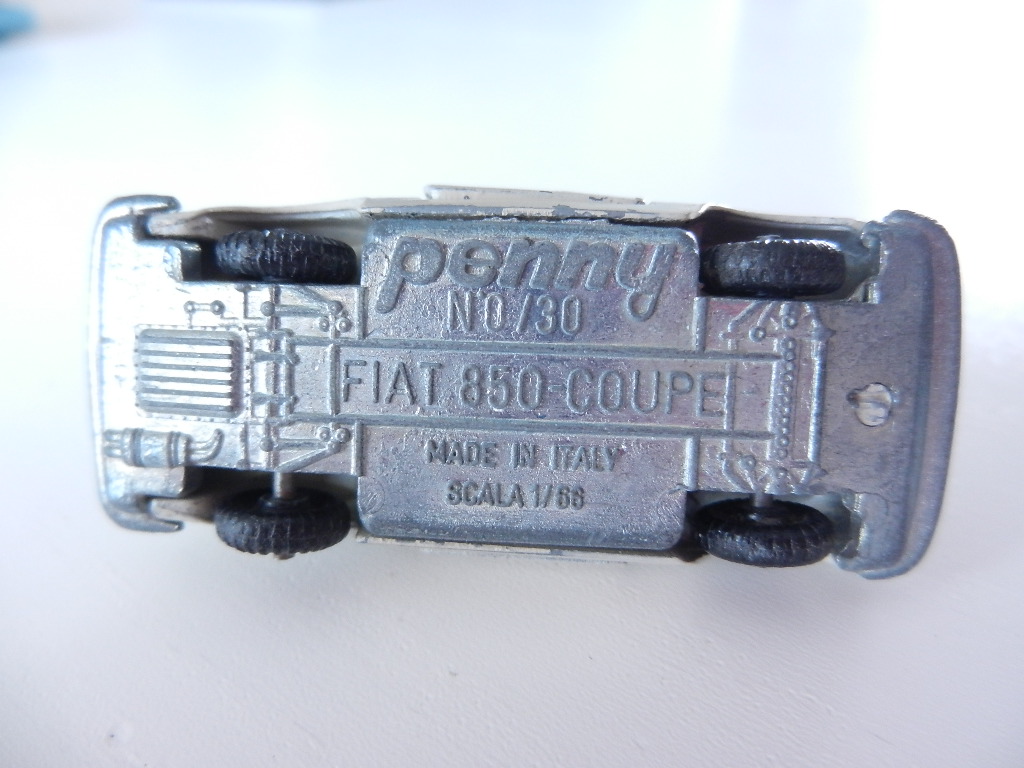 penny
NO/30
FIAT 850 COUPE
MADE IN ITALY
SCALA 1/66